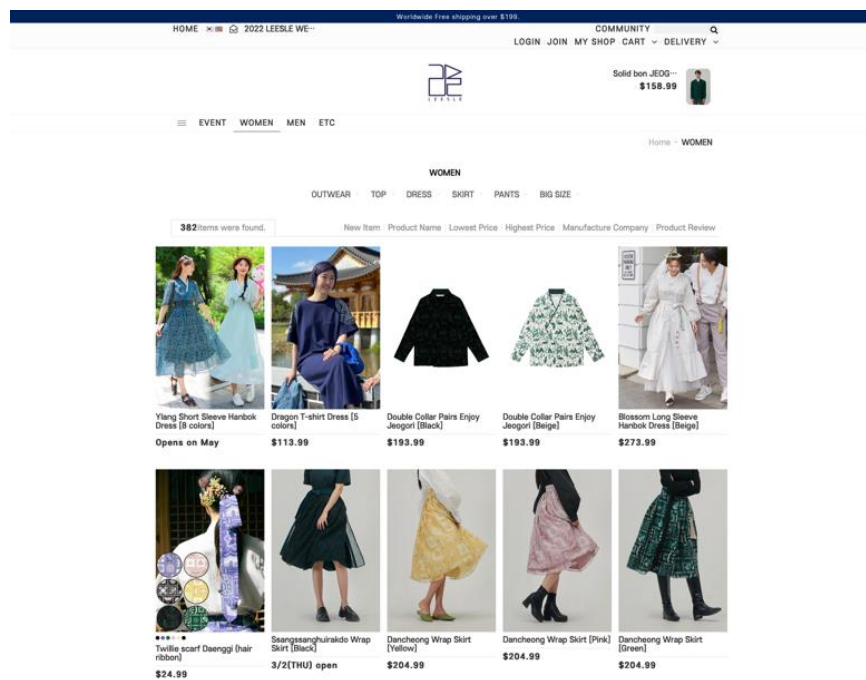 Worldwide Free shipping over $199.
HOME 2022 LEESLE WE···
COMMUNITY
LOGIN JOIN MY SHOP CART DELIVERY
LEESLE
Solid bon JEOG···
$158.99
EVENT WOMEN MEN ETC
Home WOMEN
WOMEN
OUTWEAR TOP DRESS SKIRT PANTS BIG SIZE
382items were found.
New Item Product Name Lowest Price Highest Price Manufacture Company Product Review
Ylang Short Sleeve Hanbok
Dress [8 colors]
Opens on May
Dragon T-shirt Dress [5
colors]
$113.99
Double Collar Pairs Enjoy
Jeogori [Black]
$193.99
Double Collar Pairs Enjoy
Jeogori [Beige]
$193.99
Blossom Long Sleeve
Hanbok Dress [Beige]
$273.99
Twillie scarf Daenggi (hair
ribbon)
$24.99
Ssangssanghuirakdo Wrap
Skirt [Black]
3/2(THU) open
Dancheong Wrap Skirt
[Yellow]
$204.99
Dancheong Wrap Skirt [Pink]
$204.99
Dancheong Wrap Skirt
[Green]
$204.99